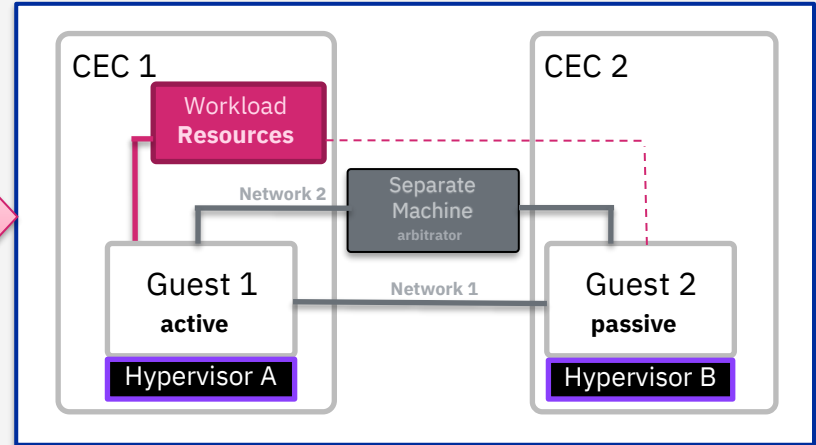 CEC 1
CEC 2
Workload
Resources
Network 2
Separate
Machine
arbitrator
Guest 1
active
Network 1
Guest 2
passive
Hypervisor A
Hypervisor B